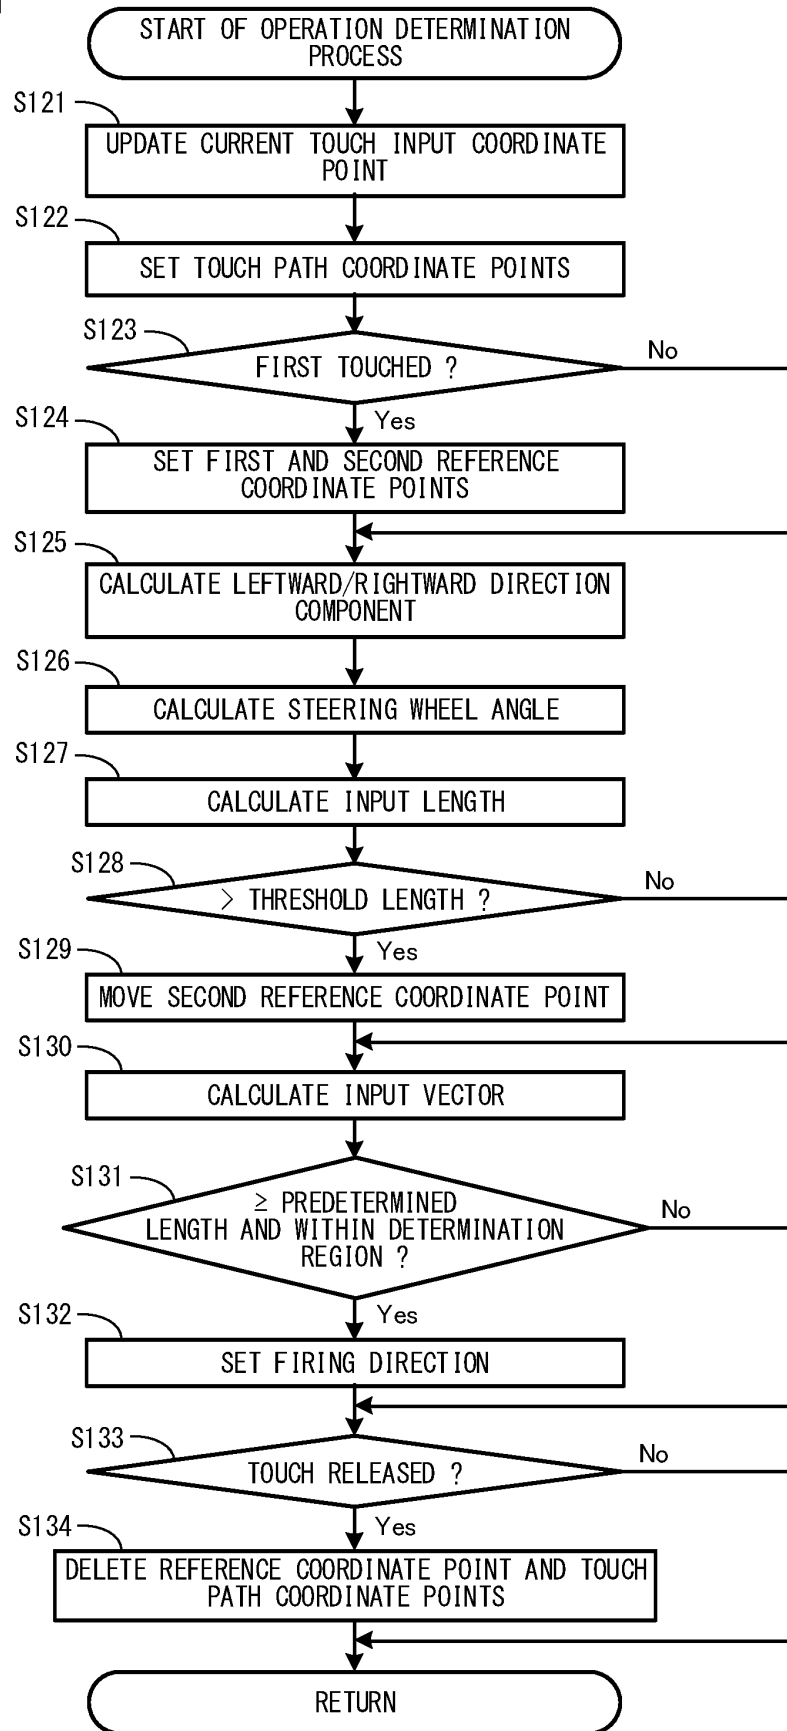 START OF OPERATION DETERMINATION
PROCESS
S121
UPDATE CURRENT TOUCH INPUT COORDINATE
POINT
S122
SET TOUCH PATH COORDINATE POINTS
S123
FIRST TOUCHED ?
No
Yes
S124
SET FIRST AND SECOND REFERENCE
COORDINATE POINTS
S125
CALCULATE LEFTWARD/RIGHTWARD DIRECTION
COMPONENT
S126
CALCULATE STEERING WHEEL ANGLE
S127
CALCULATE INPUT LENGTH
S128
> THRESHOLD LENGTH ?
No
Yes
S129
MOVE SECOND REFERENCE COORDINATE POINT
S130
CALCULATE INPUT VECTOR
S131
≥ PREDETERMINED
LENGTH AND WITHIN DETERMINATION
REGION ?
No
Yes
S132
SET FIRING DIRECTION
S133
TOUCH RELEASED ?
No
Yes
S134
DELETE REFERENCE COORDINATE POINT AND TOUCH
PATH COORDINATE POINTS
RETURN